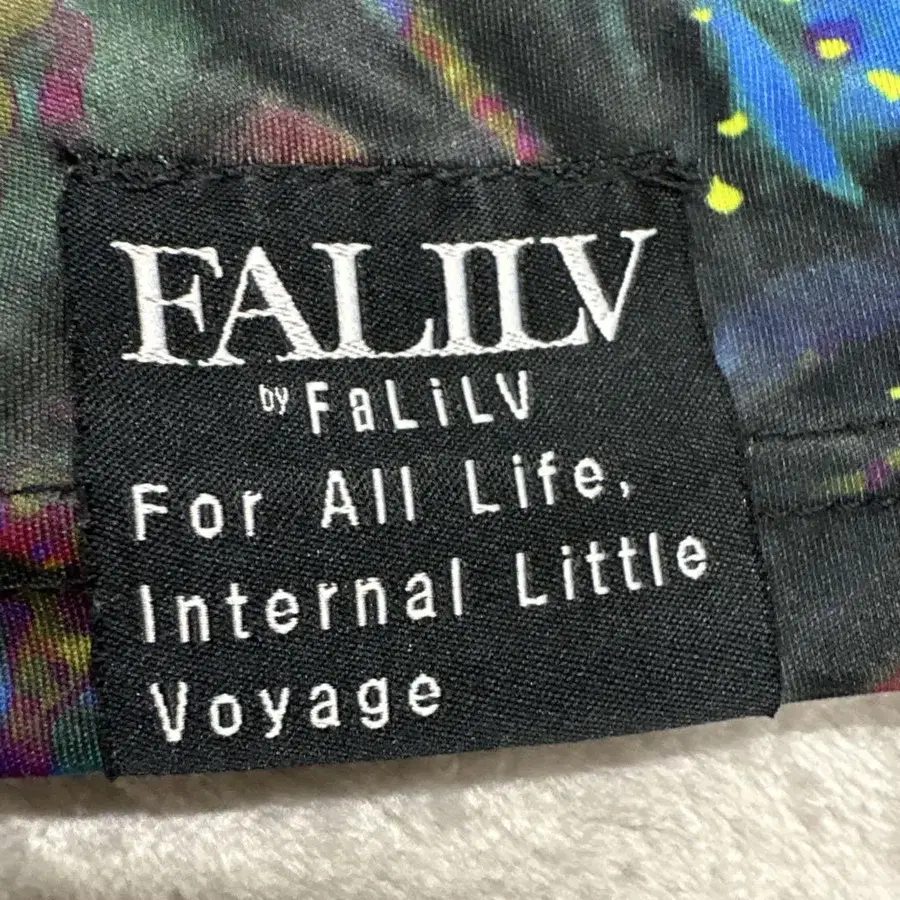 FALILV
by FaLiLV
For All Life,
Internal Little
Voyage